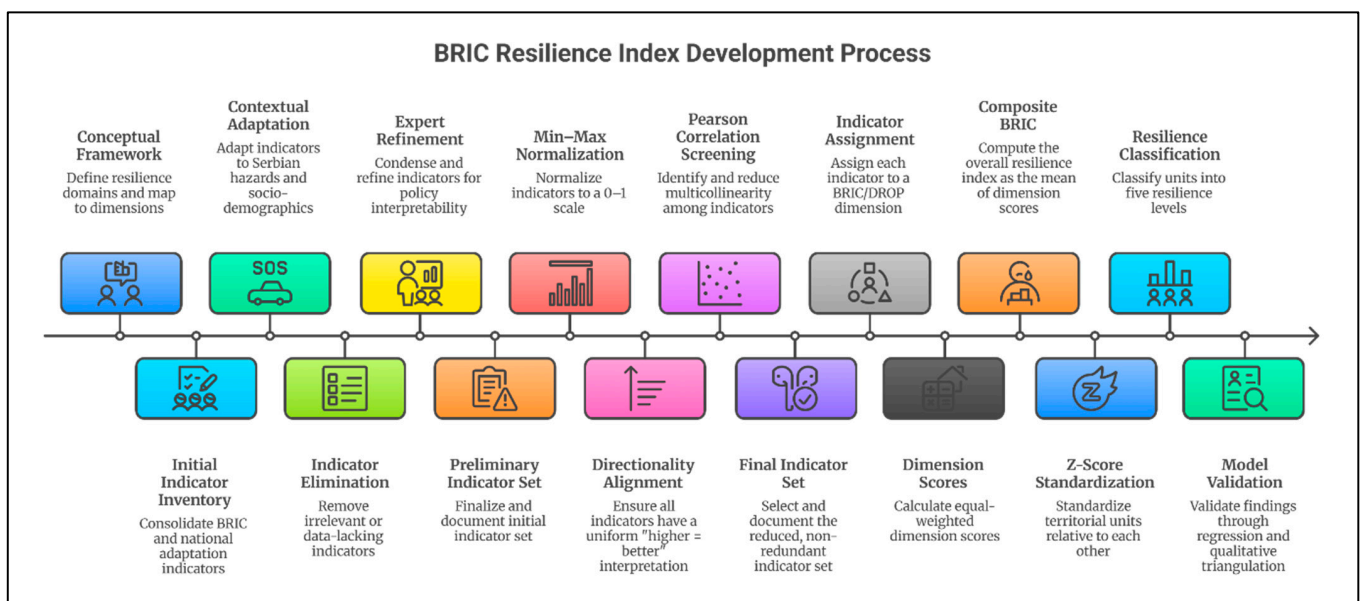 BRIC Resilience Index Development Process
Conceptual
Framework
Define resilience
domains and map
to dimensions
Contextual
Adaptation
Adapt indicators
to Serbian
hazards and
socio-
demographics
Expert
Refinement
Condense and
refine indicators for
policy
interpretability
Min–Max
Normalization
Normalize
indicators to a 0–1
scale
Pearson
Correlation
Screening
Identify and reduce
multicollinearity
among indicators
Indicator
Assignment
Assign each
indicator to a
BRIC/DROP
dimension
Composite
BRIC
Compute the
overall resilience
index as the mean
of dimension
scores
Resilience
Classification
Classify units into
five resilience
levels
SOS
Z
Initial
Indicator
Inventory
Consolidate BRIC
and national
adaptation
indicators
Indicator
Elimination
Remove
irrelevant or
data-lacking
indicators
Preliminary
Indicator Set
Finalize and
document initial
indicator set
Directionality
Alignment
Ensure all
indicators have a
uniform "higher =
better"
interpretation
Final Indicator
Set
Select and
document the
reduced, non-
redundant
indicator set
Dimension
Scores
Calculate equal-
weighted
dimension scores
Z-Score
Standardization
Standardize
territorial units
relative to each
other
Model
Validation
Validate findings
through
regression and
qualitative
triangulation